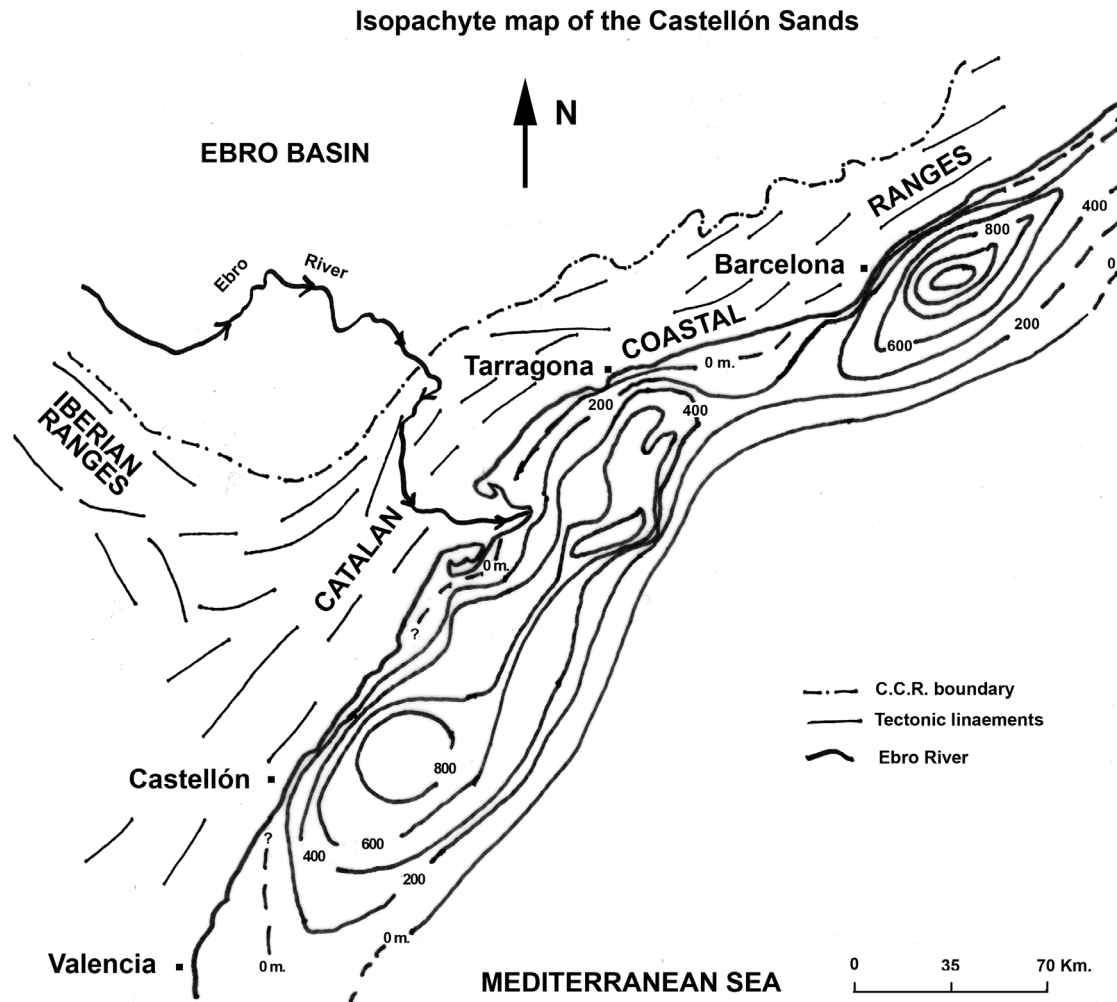 Isopachyte map of the Castellón Sands
N
EBRO BASIN
RANGES
400
800
Barcelona
0
Ebro
River
200
COASTAL
600
Tarragona
0 m.
200
400
IBERIAN
RANGES
CATALAN
0 m.
?
C.C.R. boundary
Tectonic linaements
Ebro River
Castellón
800
?
600
400
200
0 m.
Valencia
0 m.
MEDITERRANEAN SEA
0 35 70 Km.